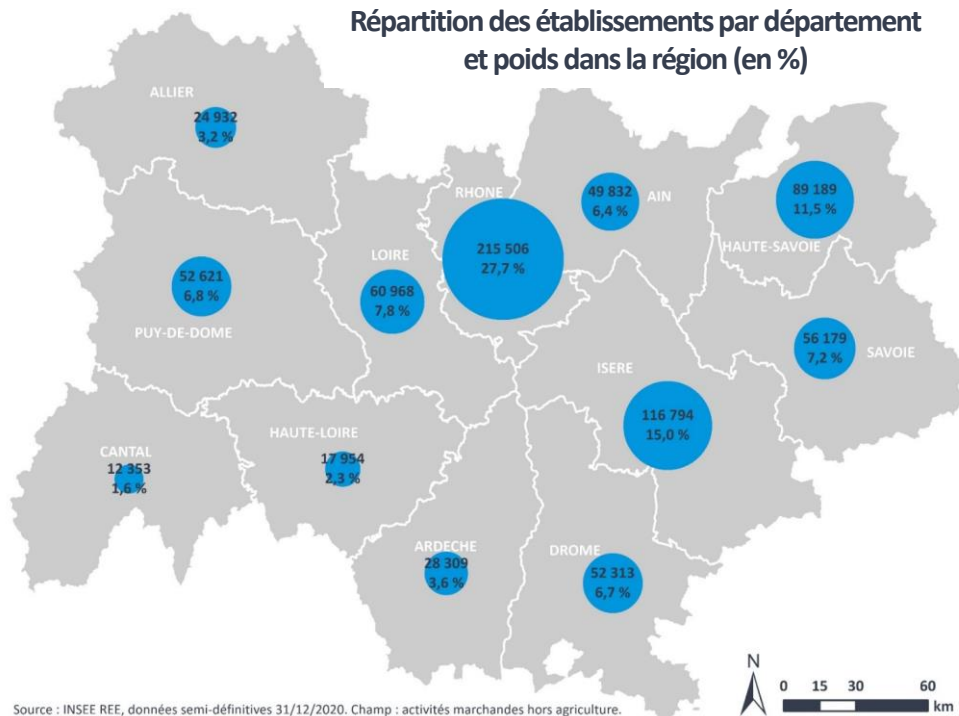 Répartition des établissements par département
et poids dans la région (en %)
ALLIER
24 932
3,2 %
RHONE
215 506
27,7 %
49 832
6,4 %
AIN
89 189
11,5 %
HAUTE-SAVOIE
LOIRE
60 968
7,8 %
52 621
6,8 %
PUY-DE-DOME
56 179
7,2 %
SAVOIE
ISERE
116 794
15,0 %
CANTAL
12 353
1,6 %
HAUTE-LOIRE
17 954
2,3 %
ARDECHE
28 309
3,6 %
DROME
52 313
6,7 %
N
0 15 30 60
km
Source : INSEE REE, données semi-définitives 31/12/2020. Champ : activités marchandes hors agriculture.